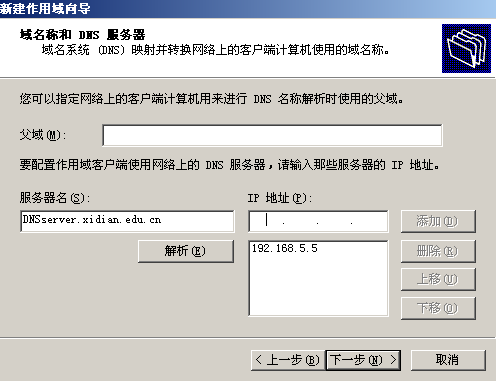 新建作用域向导
域名称和 DNS 服务器
域名系统 (DNS) 映射并转换网络上的客户端计算机使用的域名称。
您可以指定网络上的客户端计算机用来进行 DNS 名称解析时使用的父域。
父域(M):
要配置作用域客户端使用网络上的 DNS 服务器，请输入那些服务器的 IP 地址。
服务器名(S): IP 地址(P):
DNSserver.xidian.edu.cn . . . 添加(D)
解析(E) 192.168.5.5 删除(R)
上移(U)
下移(O)
< 上一步(B) 下一步(N) > 取消